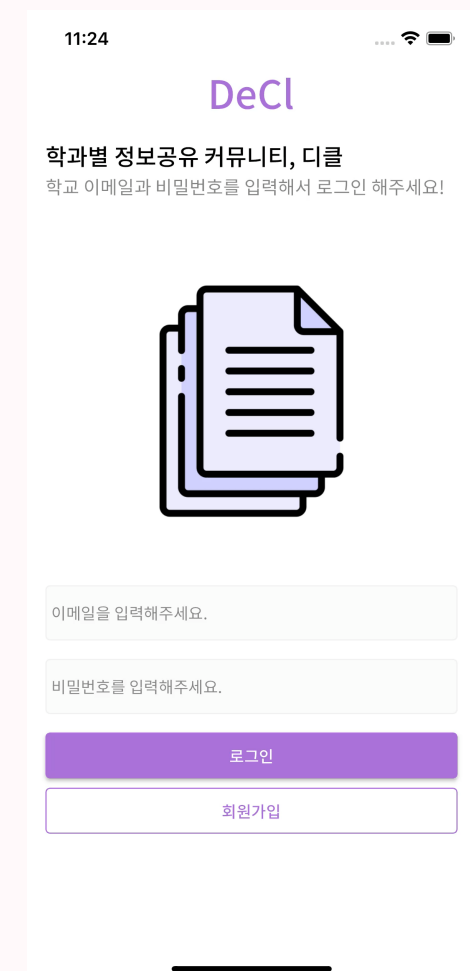 11:24
DeCl
학과별 정보공유 커뮤니티, 디클
학교 이메일과 비밀번호를 입력해서 로그인 해주세요!
이메일을 입력해주세요.
비밀번호를 입력해주세요.
로그인
회원가입